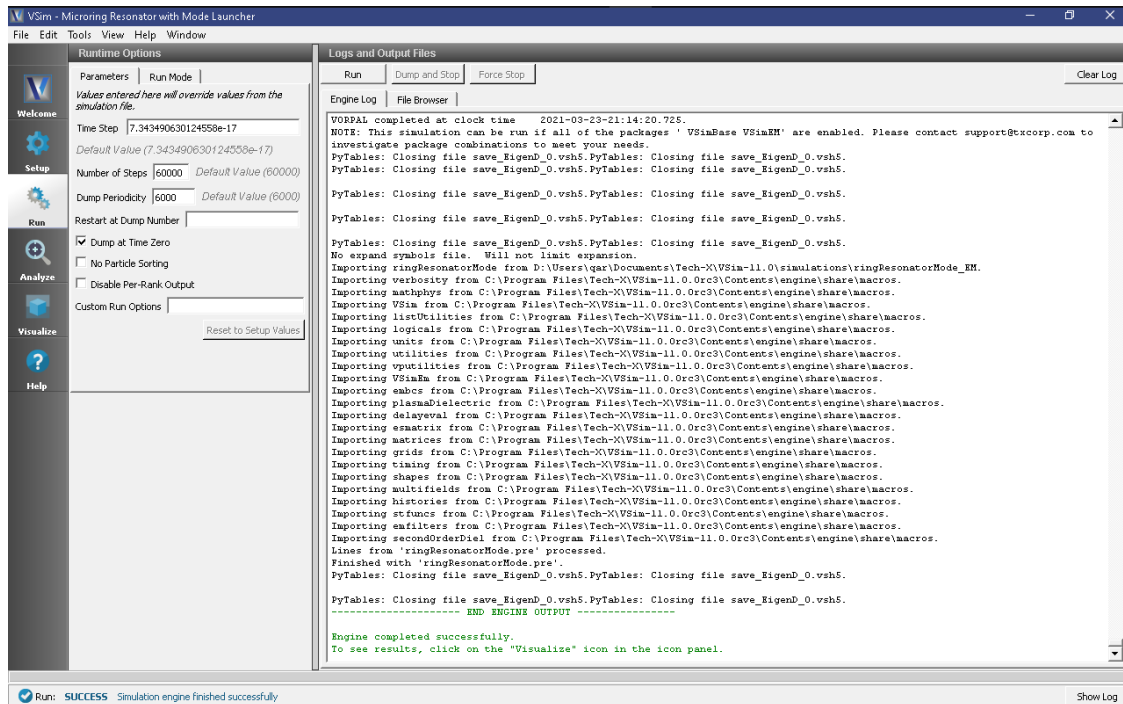 VSim - Microring Resonator with Mode Launcher
File Edit Tools View Help Window
Runtime Options
Logs and Output Files
Welcome
Setup
Run
Analyze
Visualize
Help
Parameters
Run Mode
Values entered here will override values from the
simulation file.
Time Step 7.343490630124558e-17
Default Value (7.343490630124558e-17)
Number of Steps 60000 Default Value (60000)
Dump Periodicity 6000 Default Value (6000)
Restart at Dump Number
Dump at Time Zero
No Particle Sorting
Disable Per-Rank Output
Custom Run Options
Reset to Setup Values
Run
Dump and Stop
Force Stop
Clear Log
Engine Log
File Browser
VORPAL completed at clock time 2021-03-23-21:14:20.725.
NOTE: This simulation can be run if all of the packages ' VSimBase VSimEM' are enabled. Please contact support@txcorp.com to
investigate package combinations to meet your needs.
PyTables: Closing file save_EigenD_0.vsh5.PyTables: Closing file save_EigenD_0.vsh5.
PyTables: Closing file save_EigenD_0.vsh5.PyTables: Closing file save_EigenD_0.vsh5.
PyTables: Closing file save_EigenD_0.vsh5.PyTables: Closing file save_EigenD_0.vsh5.
PyTables: Closing file save_EigenD_0.vsh5.PyTables: Closing file save_EigenD_0.vsh5.
PyTables: Closing file save_EigenD_0.vsh5.PyTables: Closing file save_EigenD_0.vsh5.
No expand symbols file. Will not limit expansion.
Importing ringResonatorMode from D:\Users\qar\Documents\Tech-X\VSim-11.0\simulations\ringResonatorMode_EM.
Importing verbosity from C:\Program Files\Tech-X\VSim-11.0.0rc3\Contents\engine\share\macros.
Importing mathphys from C:\Program Files\Tech-X\VSim-11.0.0rc3\Contents\engine\share\macros.
Importing VSim from C:\Program Files\Tech-X\VSim-11.0.0rc3\Contents\engine\share\macros.
Importing listUtilities from C:\Program Files\Tech-X\VSim-11.0.0rc3\Contents\engine\share\macros.
Importing logicals from C:\Program Files\Tech-X\VSim-11.0.0rc3\Contents\engine\share\macros.
Importing units from C:\Program Files\Tech-X\VSim-11.0.0rc3\Contents\engine\share\macros.
Importing utilities from C:\Program Files\Tech-X\VSim-11.0.0rc3\Contents\engine\share\macros.
Importing vputilities from C:\Program Files\Tech-X\VSim-11.0.0rc3\Contents\engine\share\macros.
Importing VSimEm from C:\Program Files\Tech-X\VSim-11.0.0rc3\Contents\engine\share\macros.
Importing embcs from C:\Program Files\Tech-X\VSim-11.0.0rc3\Contents\engine\share\macros.
Importing plasmaDielectric from C:\Program Files\Tech-X\VSim-11.0.0rc3\Contents\engine\share\macros.
Importing delayeval from C:\Program Files\Tech-X\VSim-11.0.0rc3\Contents\engine\share\macros.
Importing esmatrix from C:\Program Files\Tech-X\VSim-11.0.0rc3\Contents\engine\share\macros.
Importing matrices from C:\Program Files\Tech-X\VSim-11.0.0rc3\Contents\engine\share\macros.
Importing grids from C:\Program Files\Tech-X\VSim-11.0.0rc3\Contents\engine\share\macros.
Importing timing from C:\Program Files\Tech-X\VSim-11.0.0rc3\Contents\engine\share\macros.
Importing shapes from C:\Program Files\Tech-X\VSim-11.0.0rc3\Contents\engine\share\macros.
Importing multifields from C:\Program Files\Tech-X\VSim-11.0.0rc3\Contents\engine\share\macros.
Importing histories from C:\Program Files\Tech-X\VSim-11.0.0rc3\Contents\engine\share\macros.
Importing stfuncs from C:\Program Files\Tech-X\VSim-11.0.0rc3\Contents\engine\share\macros.
Importing emfilters from C:\Program Files\Tech-X\VSim-11.0.0rc3\Contents\engine\share\macros.
Importing secondOrderDiel from C:\Program Files\Tech-X\VSim-11.0.0rc3\Contents\engine\share\macros.
Lines from 'ringResonatorMode.pre' processed.
Finished with 'ringResonatorMode.pre'.
PyTables: Closing file save_EigenD_0.vsh5.PyTables: Closing file save_EigenD_0.vsh5.
PyTables: Closing file save_EigenD_0.vsh5.PyTables: Closing file save_EigenD_0.vsh5.
--------------------- END ENGINE OUTPUT ----------------
Engine completed successfully.
To see results, click on the "Visualize" icon in the icon panel.
Run: SUCCESS Simulation engine finished successfully
Show Log